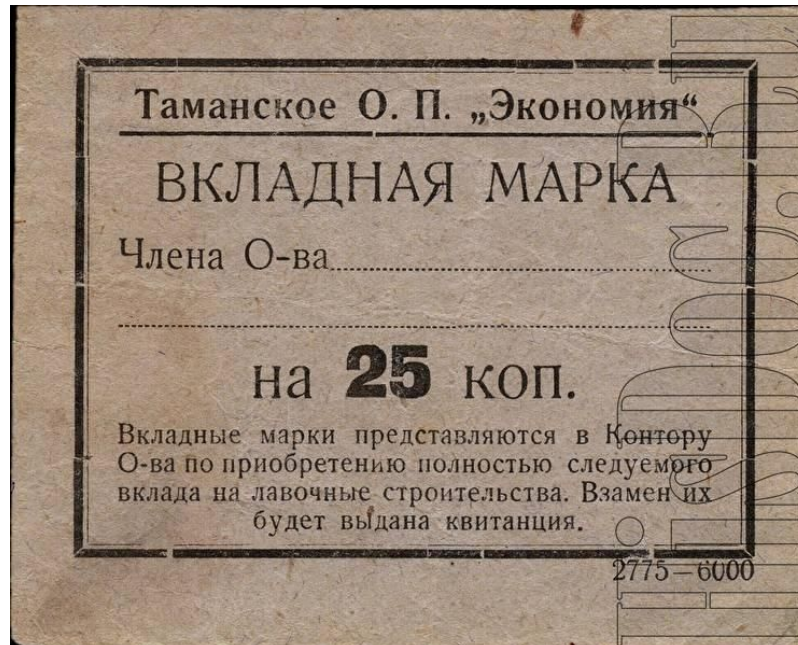 Таманское О. П. „Экономия“
ВКЛАДНАЯ МАРКА
Члена О-ва
на 25 коп.
Вкладные марки представляются в Контору
О-ва по приобретению полностью следуемого
вклада на лавочные строительства. Взамен их
будет выдана квитанция.
2775—6000